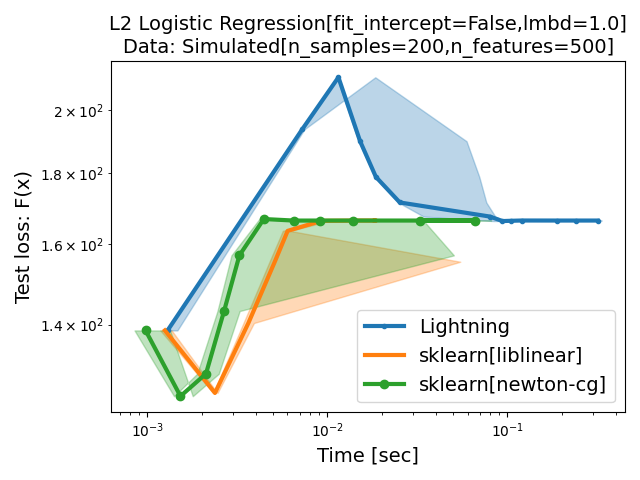 L2 Logistic Regression[fit_intercept=False,lmbd=1.0]
Data: Simulated[n_samples=200,n_features=500]
Test loss: F(x)
2 × 10²
1.8 × 10²
1.6 × 10²
1.4 × 10²
Lightning
sklearn[liblinear]
sklearn[newton-cg]
10⁻³ 10⁻² 10⁻¹
Time [sec]